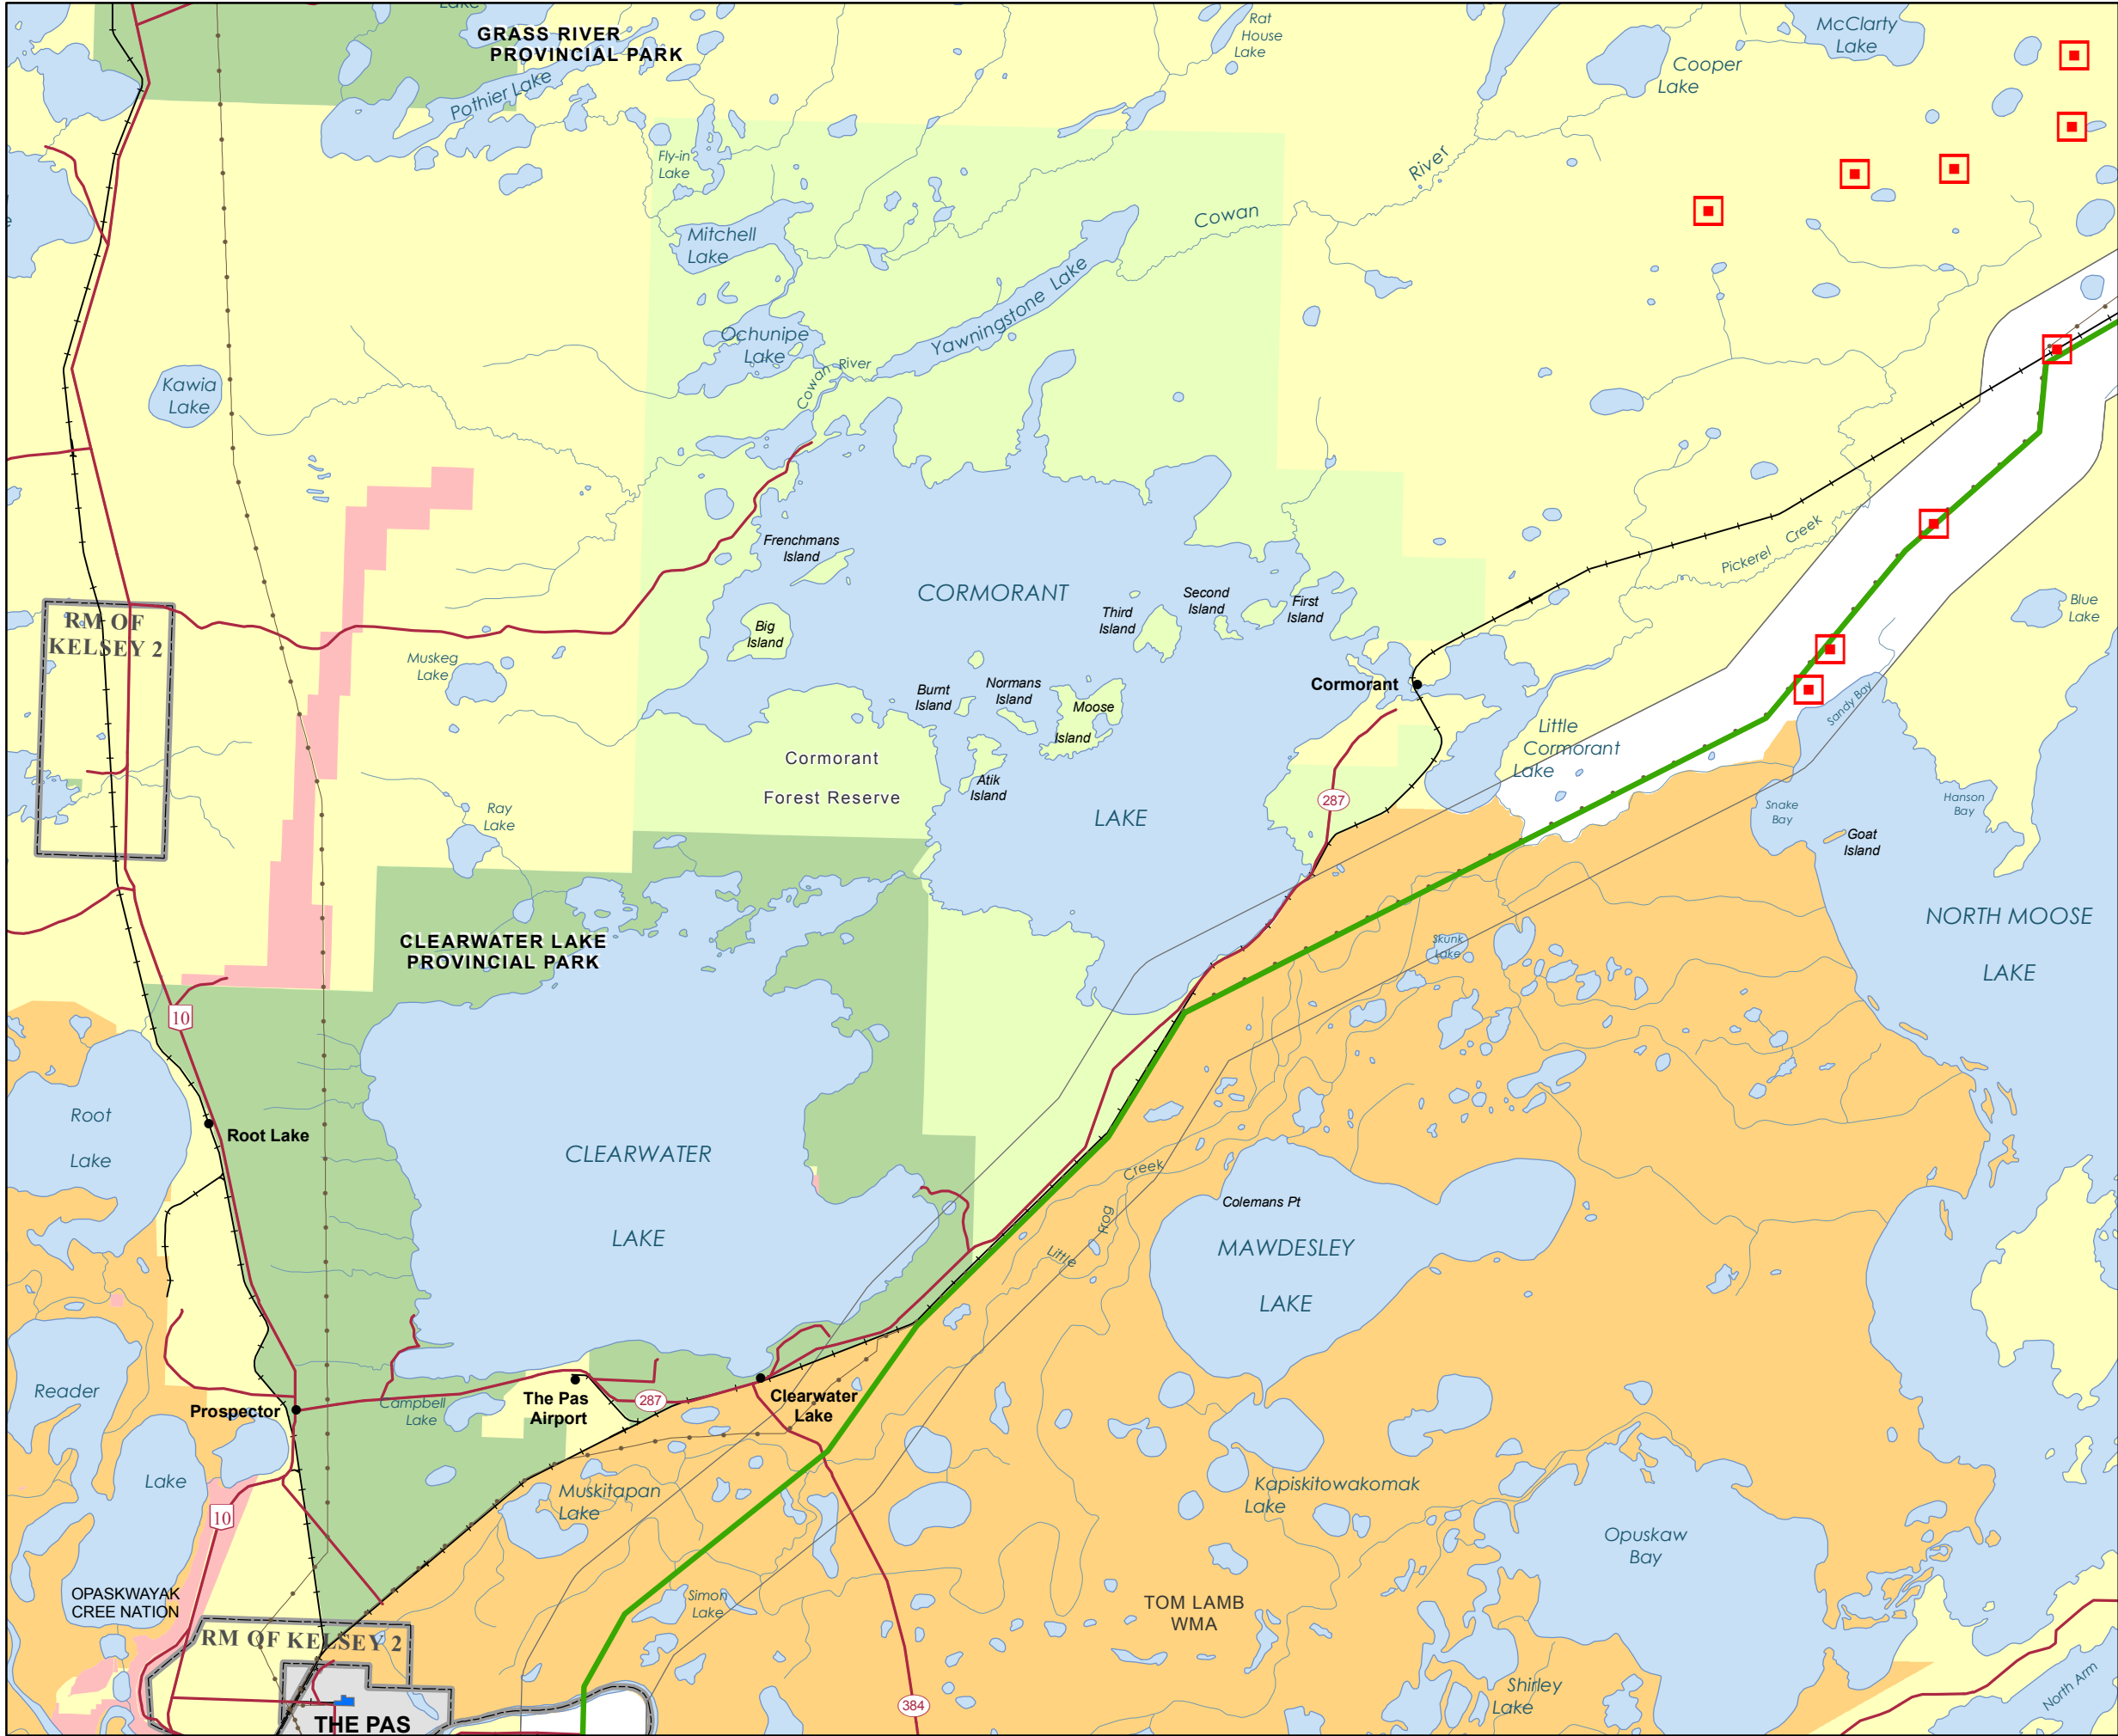 Lake
GRASS RIVER
PROVINCIAL PARK
Pothier Lake
Rat
House
Lake
McClarty
Lake
Cooper
Lake
Fly-in
Lake
River
Cowan
Mitchell
Lake
Ochunipe
Lake
Yawningstone Lake
Cowan River
Kawia
Lake
Frenchmans
Island
CORMORANT
Pickerel Creek
Third
Island
Second
Island
First
Island
Blue
Lake
RM OF
KELSEY 2
Big
Island
Muskeg
Lake
Burnt
Island
Normans
Island
Moose
Island
Cormorant
Sandy Bay
Little
Cormorant
Lake
Cormorant
Forest Reserve
Atik
Island
Ray
Lake
LAKE
287
Snake
Bay
Hanson
Bay
Goat
Island
CLEARWATER LAKE
PROVINCIAL PARK
Skunk
Lake
NORTH MOOSE
LAKE
10
Root
Lake
Root Lake
CLEARWATER
LAKE
Creek
Frog
Little
Colemans Pt
MAWDESLEY
LAKE
Reader
Lake
Prospector
Campbell
Lake
The Pas
Airport
287
Clearwater
Lake
10
Muskitapan
Lake
Kapiskitowakomak
Lake
Opuskaw
Bay
OPASKWAYAK
CREE NATION
Simon
Lake
TOM LAMB
WMA
RM OF KELSEY 2
THE PAS
384
Shirley
Lake
North Arm